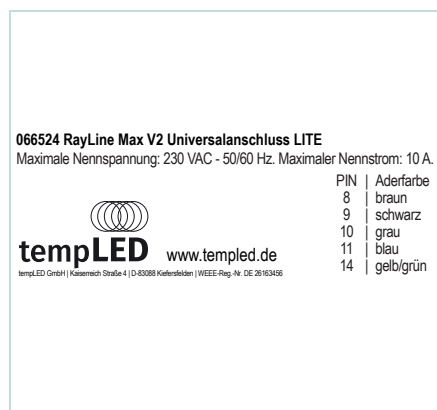 066524 RayLine Max V2 Universalanschluss LITE
Maximale Nennspannung: 230 VAC - 50/60 Hz. Maximaler Nennstrom: 10 A.
PIN | Aderfarbe
8 | braun
9 | schwarz
10 | grau
11 | blau
14 | gelb/grün
tempLED www.templed.de
tempLED GmbH | Kaiserreich Straße 4 | D-83088 Kiefersfelden | WEEE-Reg.-Nr. DE 26163456